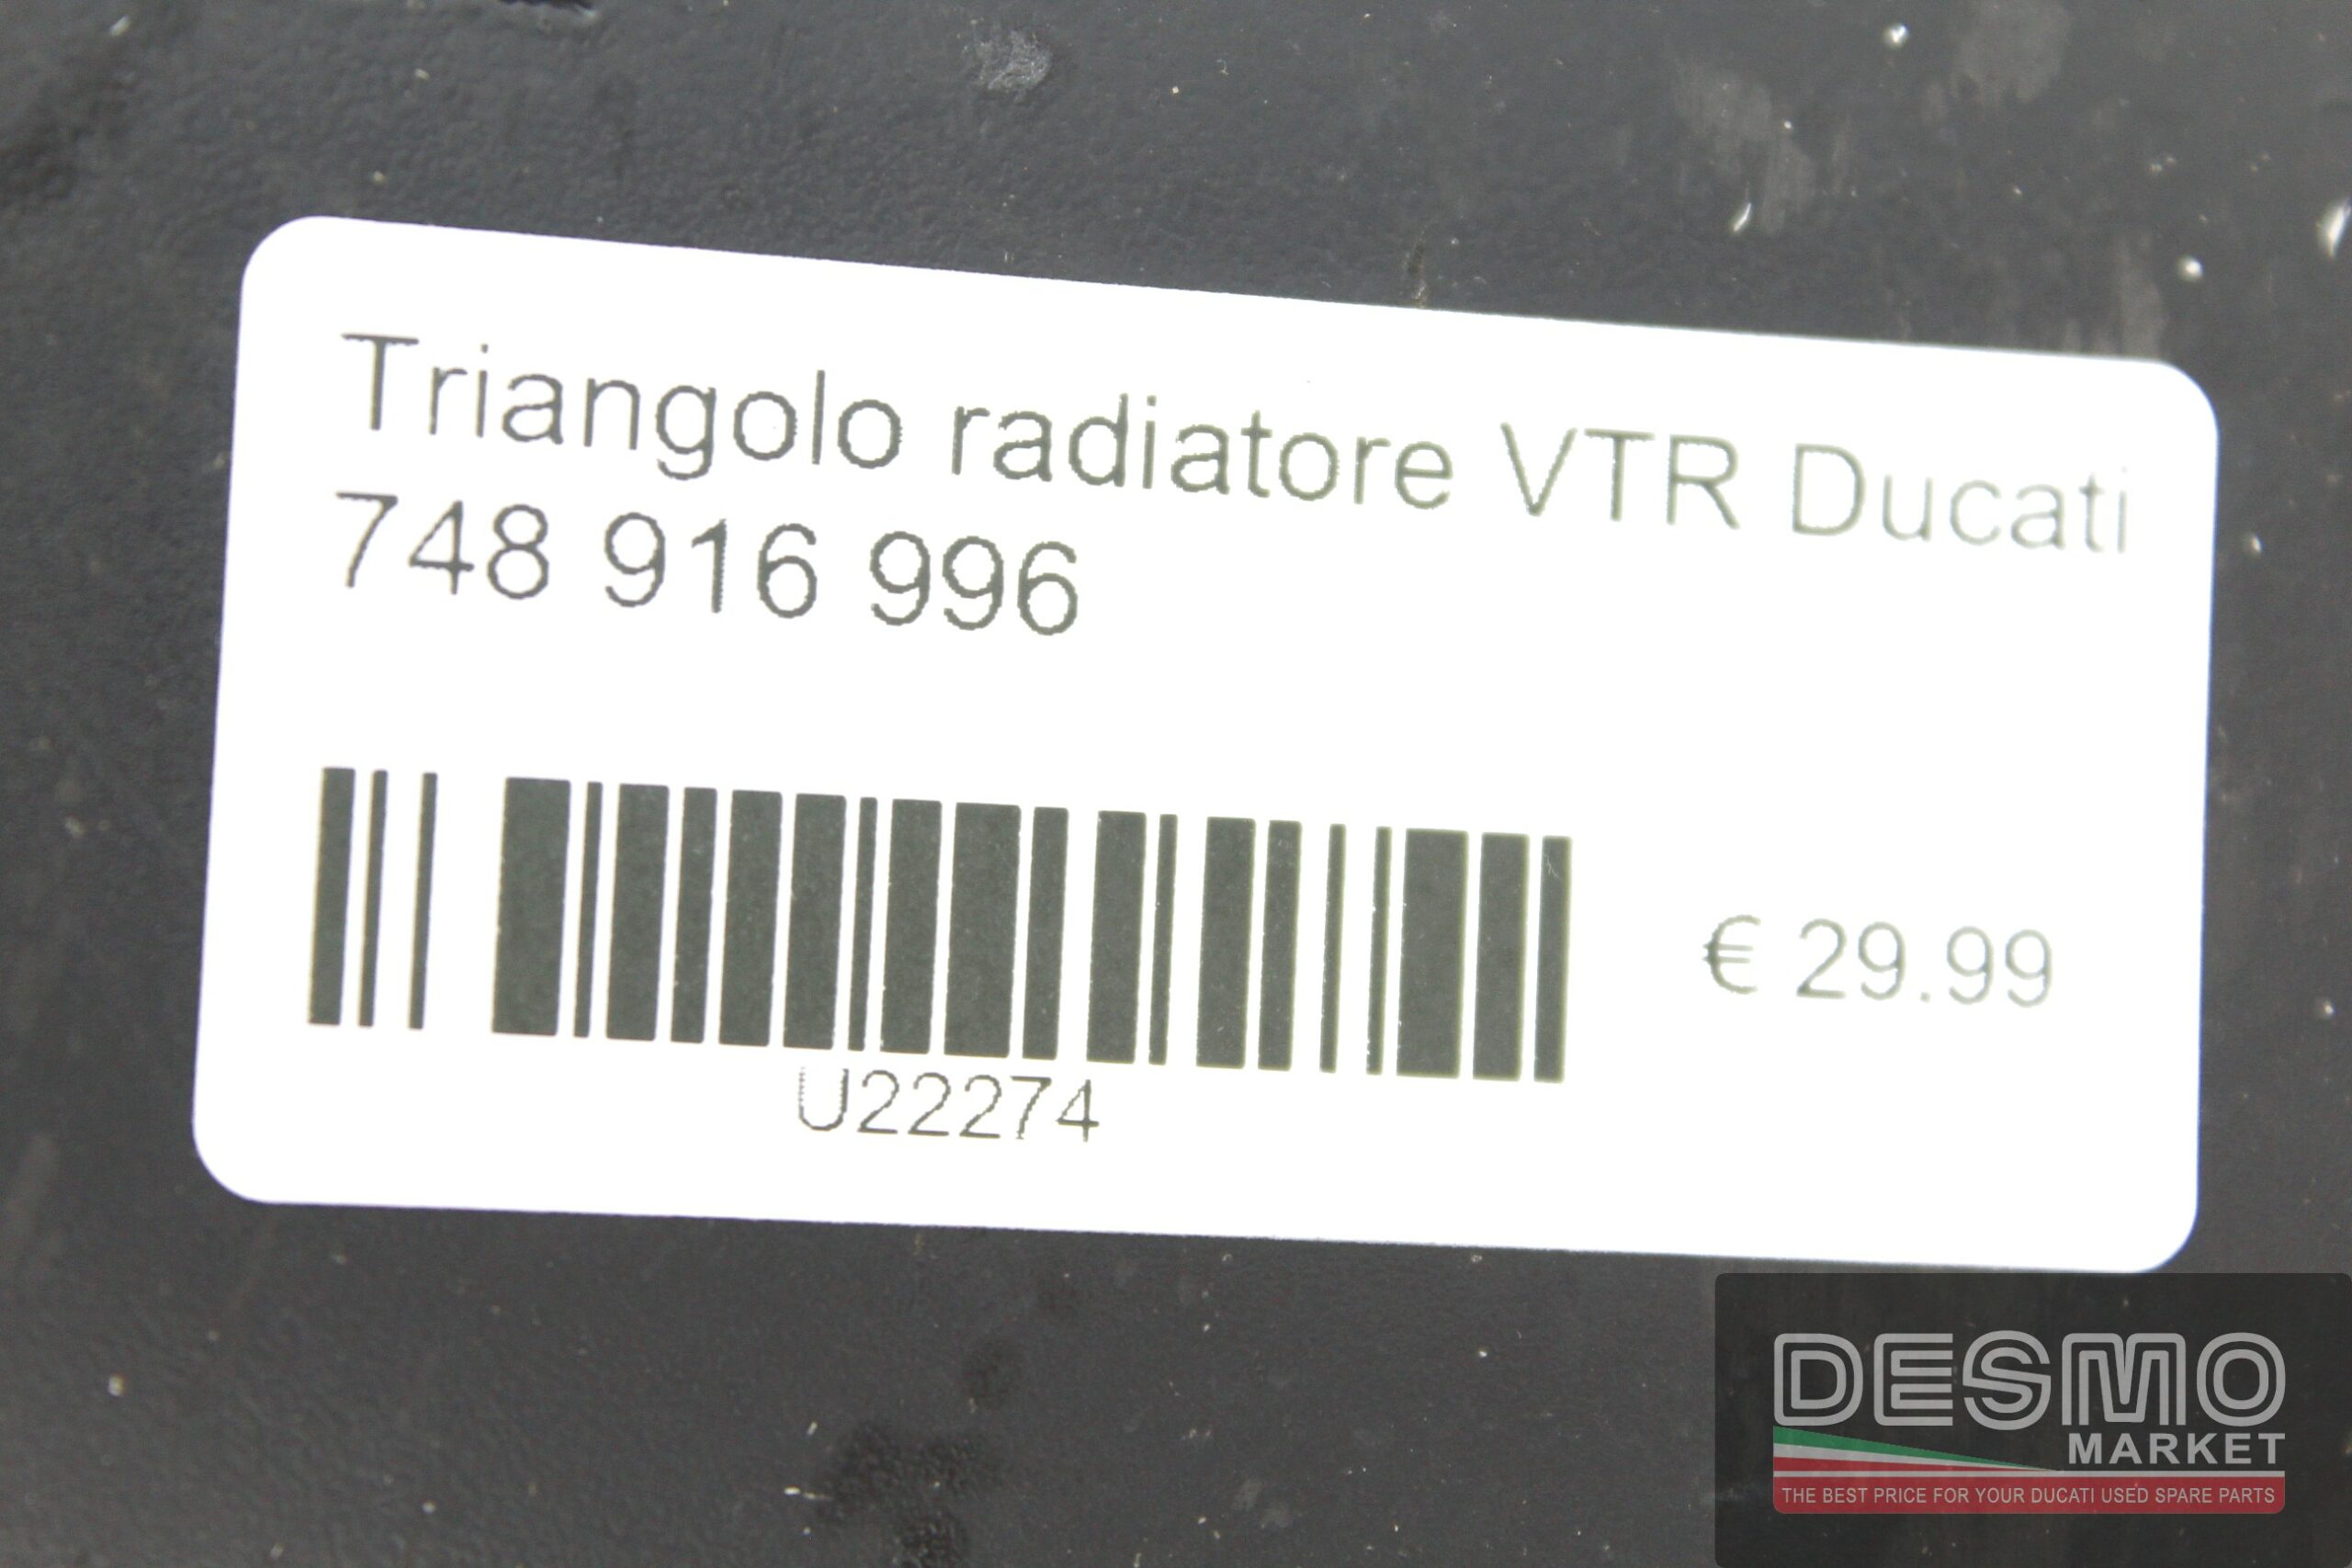 Triangolo radiatore VTR Ducati
748 916 996
€ 29.99
U22274
DESMO
MARKET
THE BEST PRICE FOR YOUR DUCATI USED SPARE PARTS